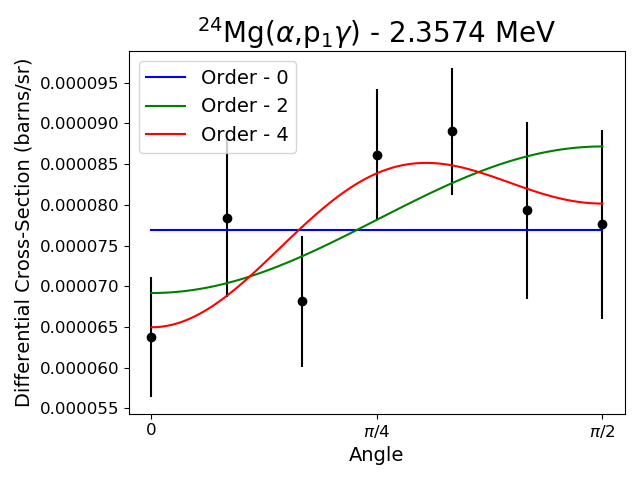 ²⁴Mg(α,p₁γ) - 2.3574 MeV
Order - 0
Order - 2
Order - 4
Differential Cross-Section (barns/sr)
0.000095
0.000090
0.000085
0.000080
0.000075
0.000070
0.000065
0.000060
0.000055
0 π/4 π/2
Angle